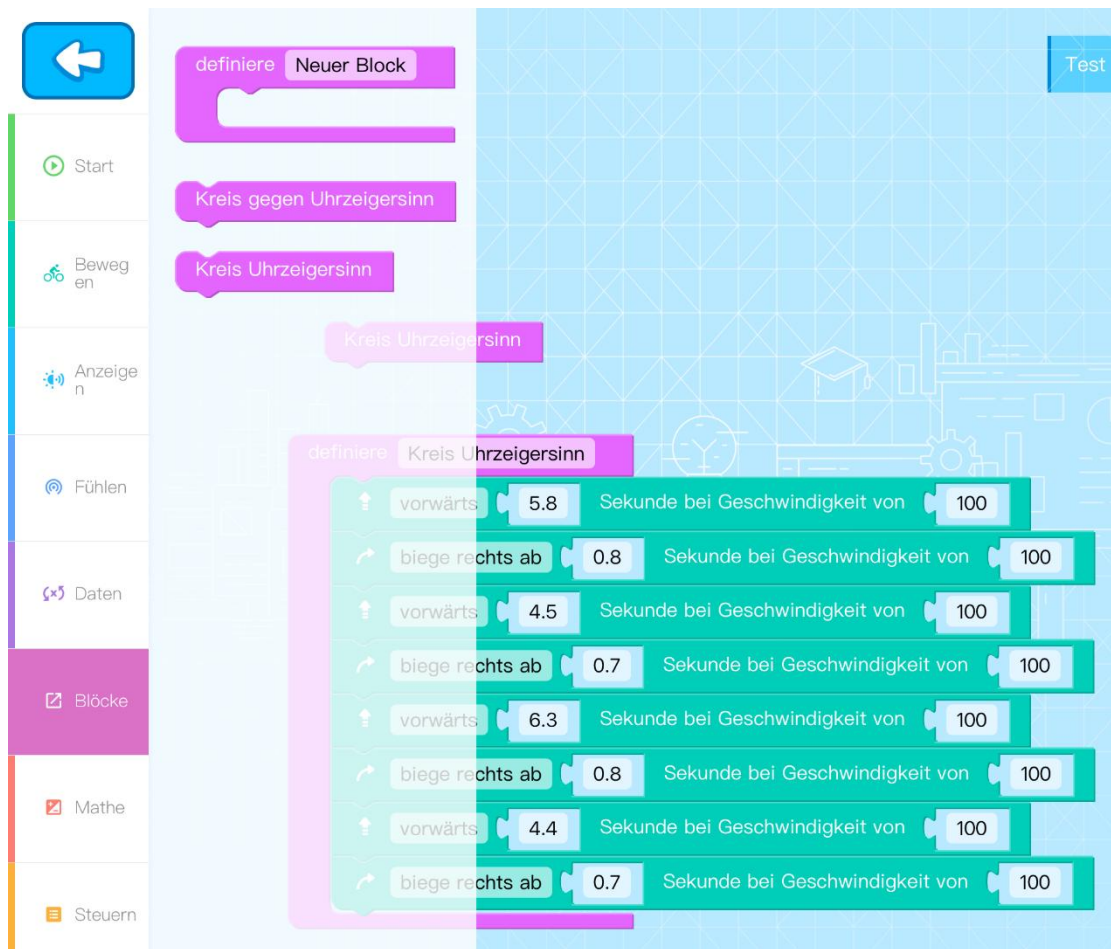 definiere Neuer Block
Test
Start
Kreis gegen Uhrzeigersinn
Beweg
en
Kreis Uhrzeigersinn
Kreis Uhrzeigersinn
Anzeige
n
definiere Kreis Uhrzeigersinn
Fühlen
vorwärts 5.8 Sekunde bei Geschwindigkeit von 100
biege rechts ab 0.8 Sekunde bei Geschwindigkeit von 100
Daten
vorwärts 4.5 Sekunde bei Geschwindigkeit von 100
biege rechts ab 0.7 Sekunde bei Geschwindigkeit von 100
Blöcke
vorwärts 6.3 Sekunde bei Geschwindigkeit von 100
biege rechts ab 0.8 Sekunde bei Geschwindigkeit von 100
Mathe
vorwärts 4.4 Sekunde bei Geschwindigkeit von 100
biege rechts ab 0.7 Sekunde bei Geschwindigkeit von 100
Steuern